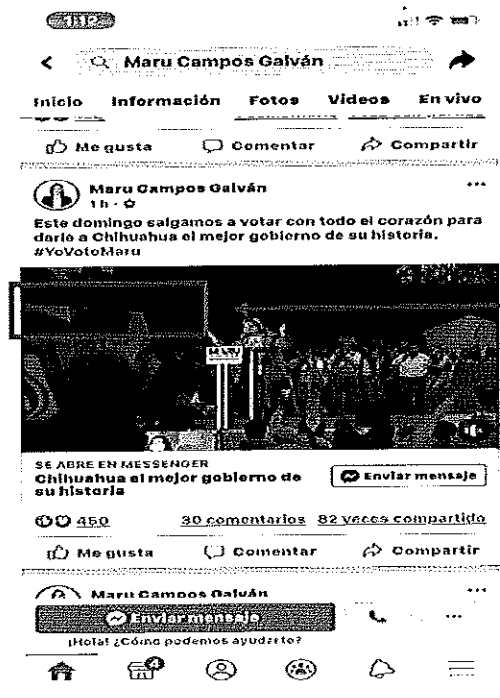 1:12
Maru Campos Galván
Inicio Información Fotos Videos En vivo
Me gusta Comentar Compartir
Maru Campos Galván
1 h
Este domingo salgamos a votar con todo el corazón para
darle a Chihuahua el mejor gobierno de su historia.
#YoVotoMaru
SE ABRE EN MESSENGER
Chihuahua el mejor gobierno de
su historia
Enviar mensaje
450 30 comentarios 82 veces compartido
Me gusta Comentar Compartir
Maru Campos Galván
Enviar mensaje
¡Hola! ¿Cómo podemos ayudarte?
4